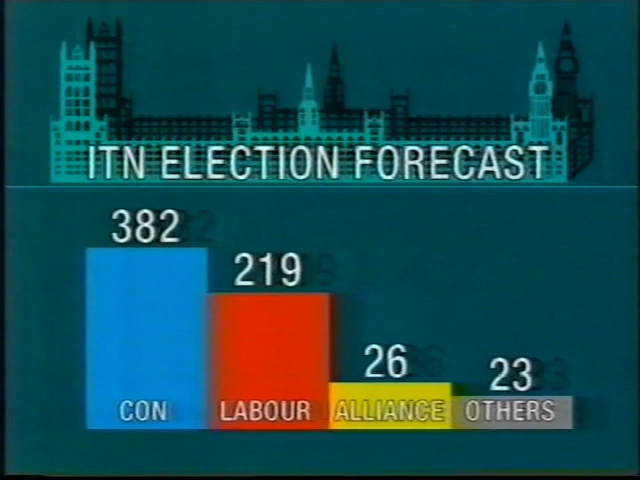 ITN ELECTION FORECAST
382
219
26
23
CON
LABOUR
ALLIANCE
OTHERS